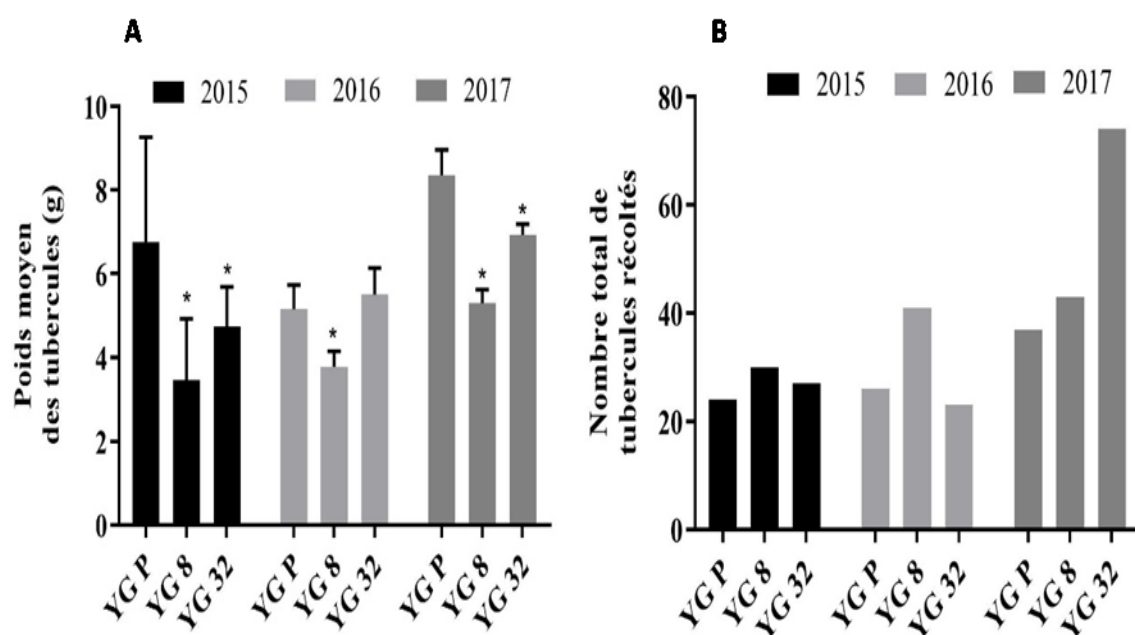 A
2015 2016 2017
Poids moyen
des tubercules (g)
10
8
6
4
2
0
* * * * *
YG P YG 8 YG 32 YG P YG 8 YG 32 YG P YG 8 YG 32
B
2015 2016 2017
Nombre total de
tubercules récoltés
80
60
40
20
0
YG P YG 8 YG 32 YG P YG 8 YG 32 YG P YG 8 YG 32